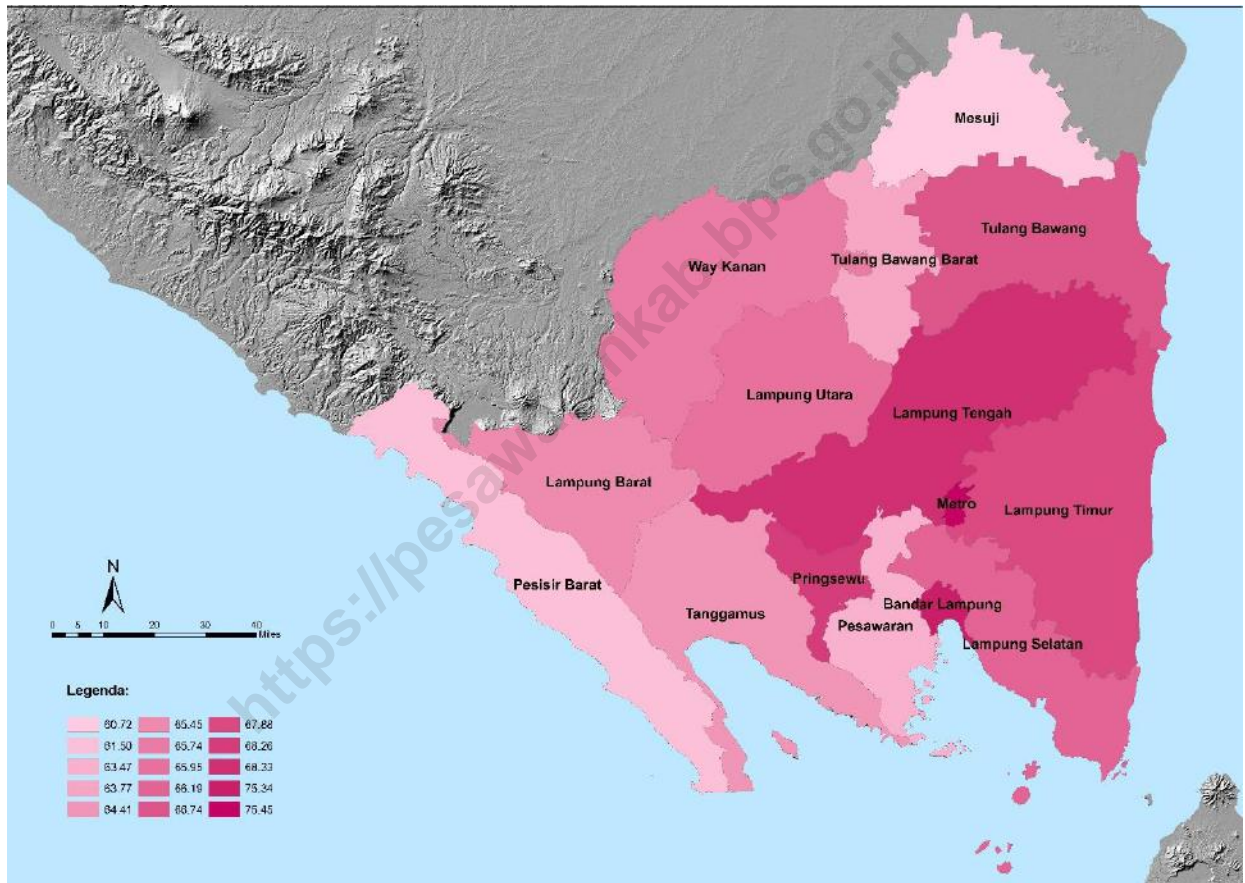 Mesuji
Tulang Bawang
Way Kanan
Tulang Bawang Barat
Lampung Utara
Lampung Tengah
Lampung Barat
Metro
Lampung Timur
Pesisir Barat
Pringsewu
Tanggamus
Bandar Lampung
Pesawaran
Lampung Selatan
N
0 5 10 20 30 40
Miles
Legenda:
60.72 65.45 67.88
61.50 65.74 68.26
63.47 65.95 68.33
63.77 66.19 75.34
64.41 66.74 75.45
https://pesawarankab.bps.go.id